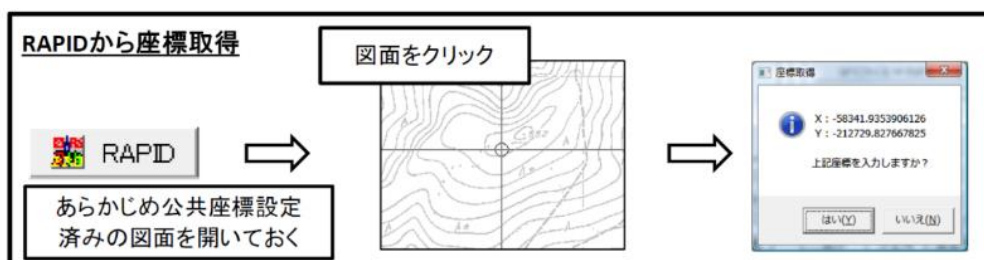 RAPIDから座標取得
図面をクリック
RAPID
あらかじめ公共座標設定
済みの図面を開いておく
座標取得
X : -58341.9353906126
Y : -212729.827667825
上記座標を入力しますか？
はい(Y)
いいえ(N)